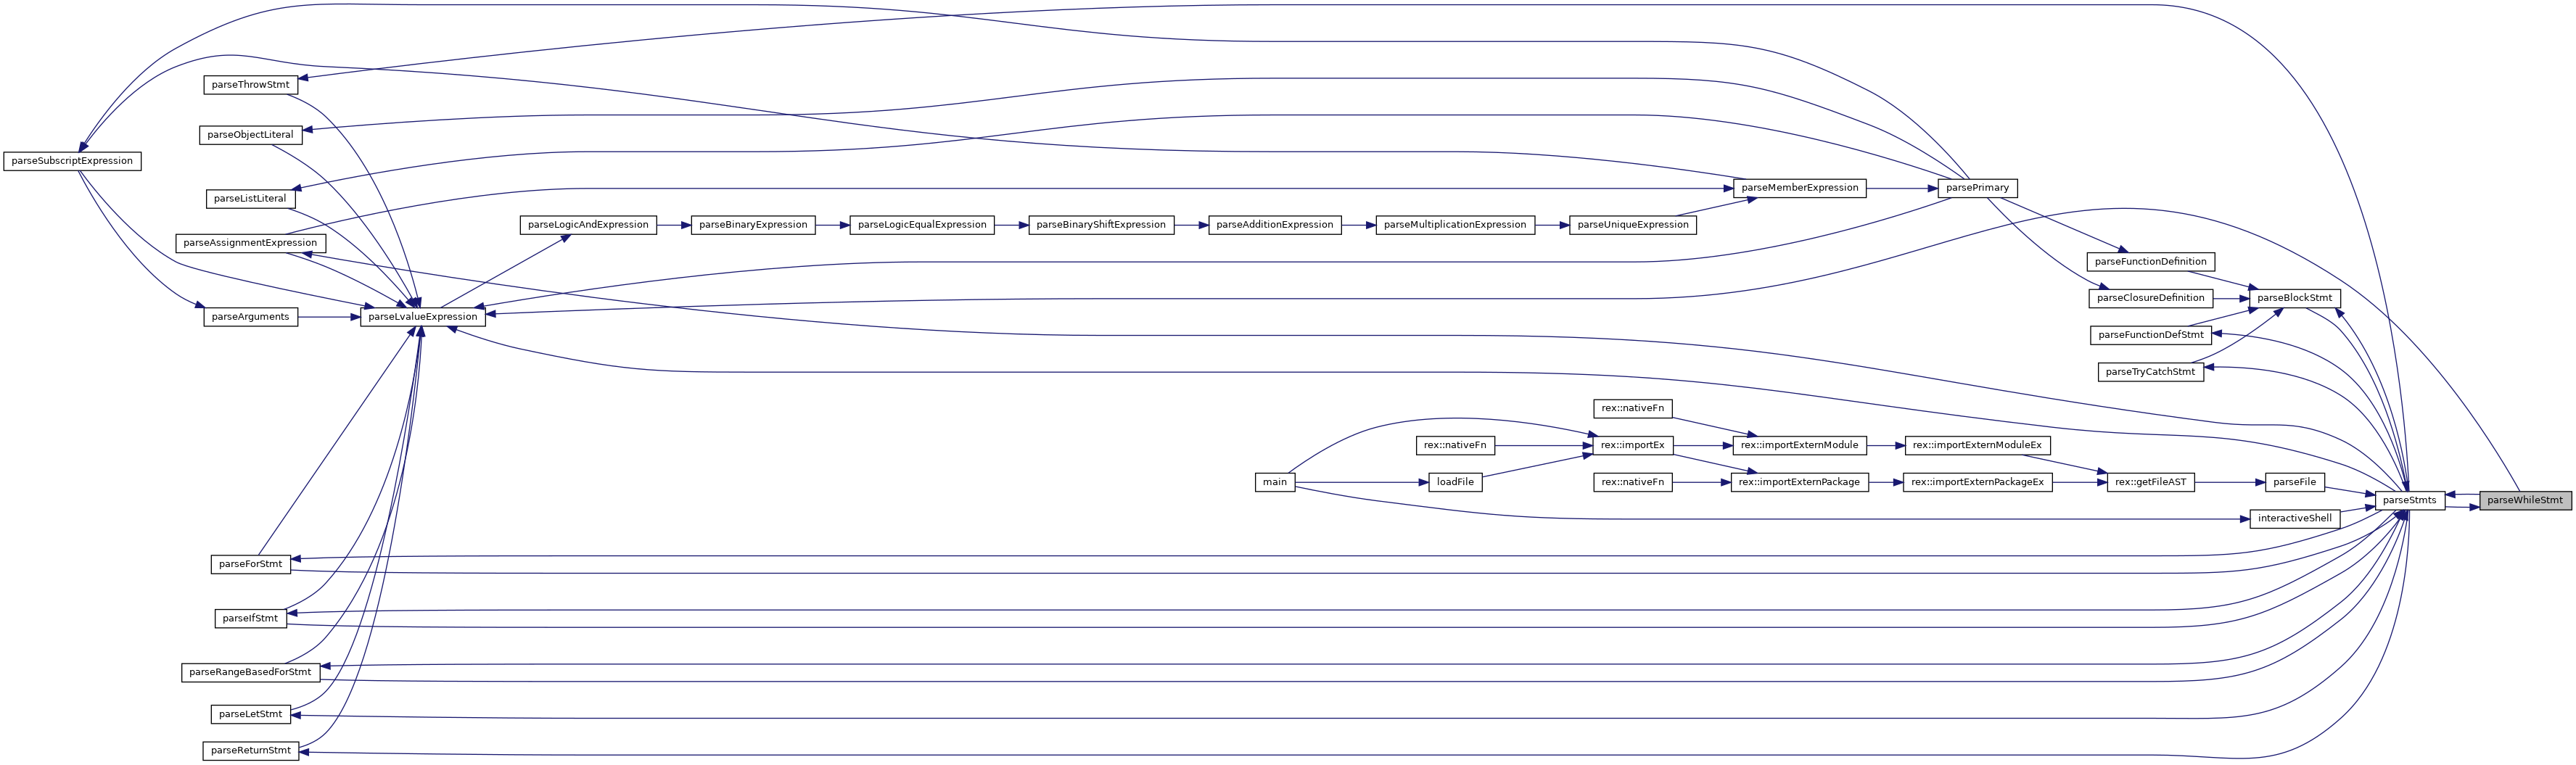 parseThrowStmt
parseObjectLiteral
parseSubscriptExpression
parseMemberExpression
parsePrimary
parseListLiteral
parseLogicAndExpression
parseBinaryExpression
parseLogicEqualExpression
parseBinaryShiftExpression
parseAdditionExpression
parseMultiplicationExpression
parseUniqueExpression
parseAssignmentExpression
parseFunctionDefinition
parseClosureDefinition
parseBlockStmt
parseArguments
parseLvalueExpression
parseFunctionDefStmt
parseTryCatchStmt
rex::nativeFn
rex::nativeFn
rex::importEx
rex::importExternModule
rex::importExternModuleEx
main
loadFile
rex::nativeFn
rex::importExternPackage
rex::importExternPackageEx
rex::getFileAST
parseFile
parseStmts
parseWhileStmt
interactiveShell
parseForStmt
parseIfStmt
parseRangeBasedForStmt
parseLetStmt
parseReturnStmt